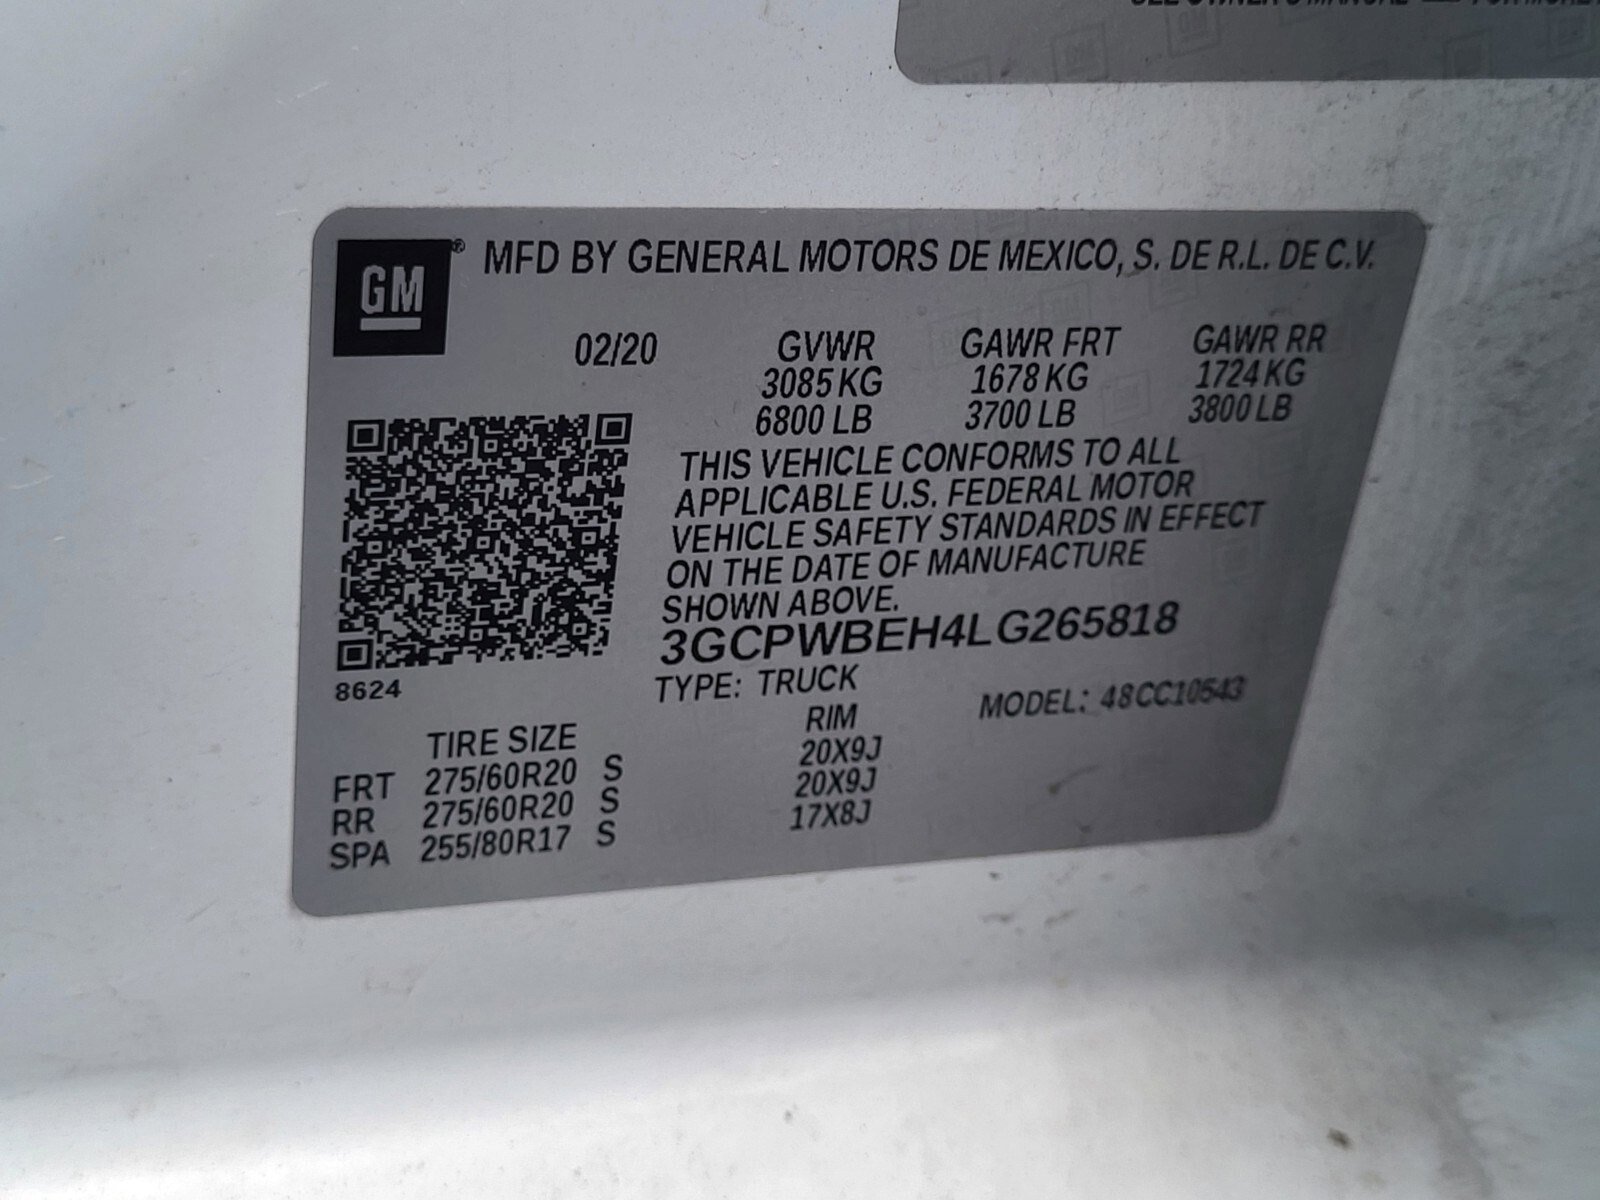 GM® MFD BY GENERAL MOTORS DE MEXICO, S. DE R.L. DE C.V.
02/20 GVWR GAWR FRT GAWR RR
3085 KG 1678 KG 1724 KG
6800 LB 3700 LB 3800 LB
THIS VEHICLE CONFORMS TO ALL
APPLICABLE U.S. FEDERAL MOTOR
VEHICLE SAFETY STANDARDS IN EFFECT
ON THE DATE OF MANUFACTURE
SHOWN ABOVE.
3GCPWBEH4LG265818
8624
TYPE: TRUCK MODEL: 48CC10543
TIRE SIZE RIM
FRT 275/60R20 S 20X9J
RR 275/60R20 S 20X9J
SPA 255/80R17 S 17X8J